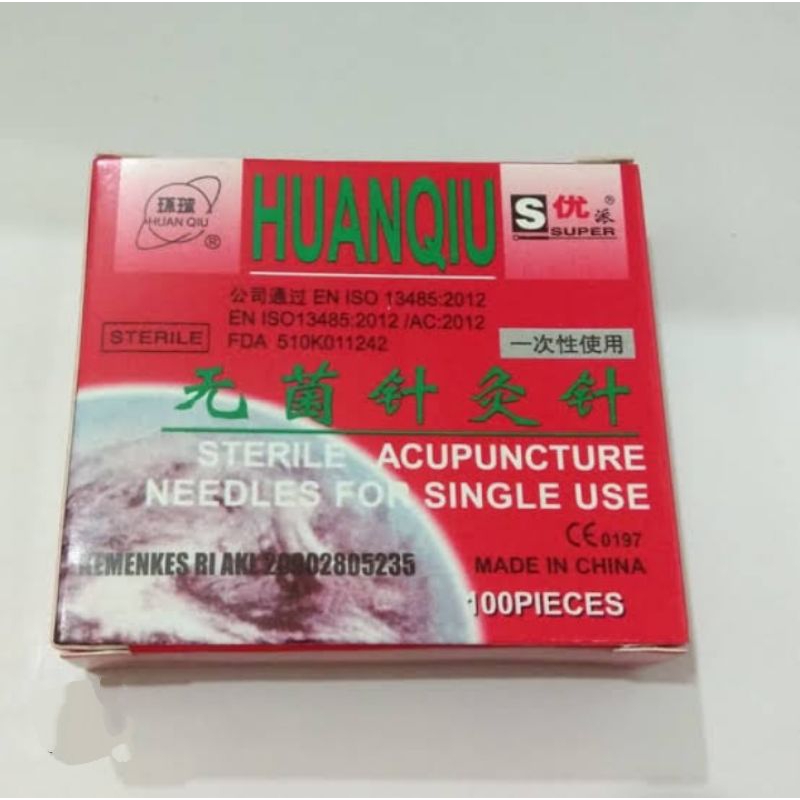 环球
HUAN QIU
®
HUANQIU
S 优派®
SUPER
公司通过 EN ISO 13485:2012
EN ISO13485:2012 /AC:2012
FDA 510K011242
STERILE
一次性使用
无菌针灸针
STERILE ACUPUNCTURE
NEEDLES FOR SINGLE USE
CE 0197
KEMENKES RI AKL 20902805235
MADE IN CHINA
100PIECES